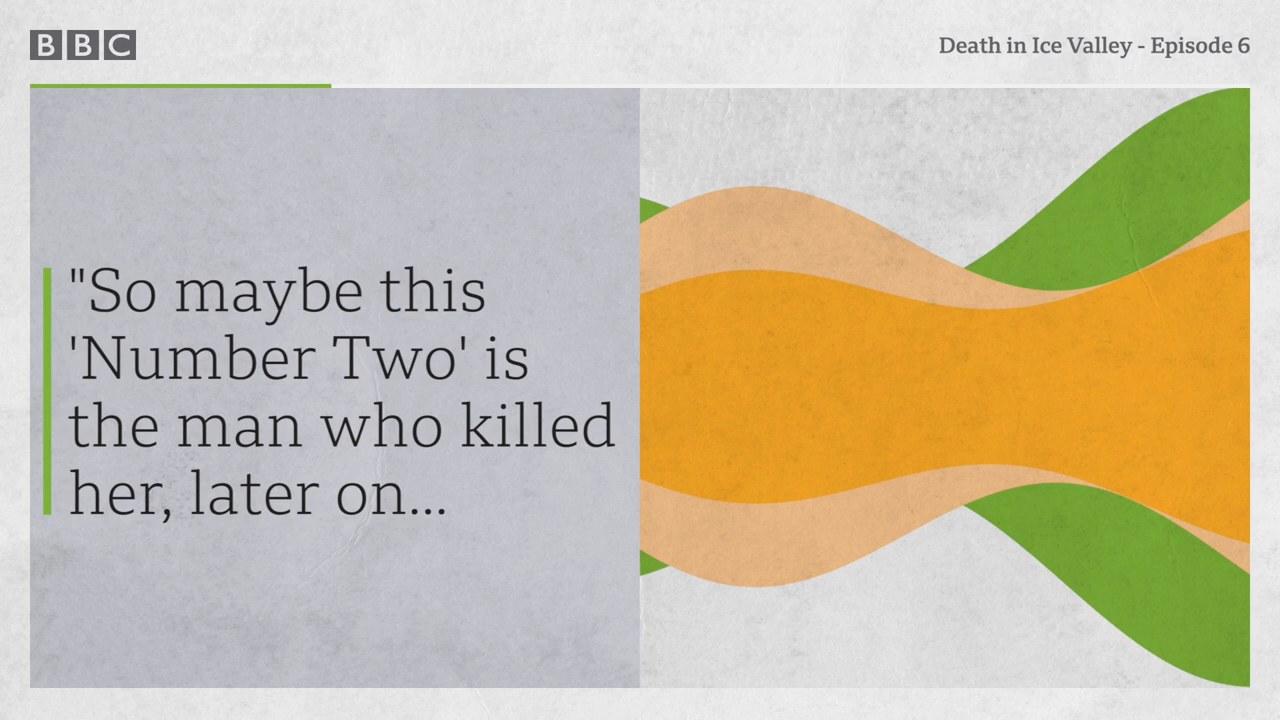 BBC
Death in Ice Valley - Episode 6
"So maybe this
'Number Two' is
the man who killed
her, later on...